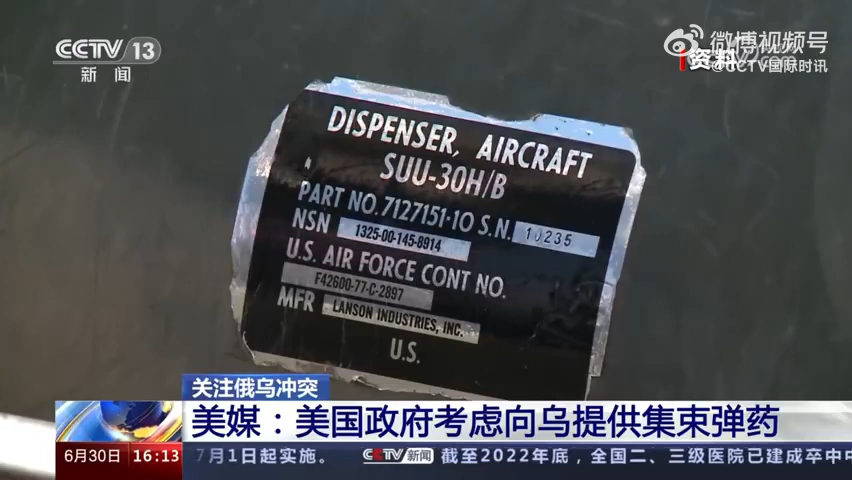 CCTV 13
新闻
微博视频号
资料
@CCTV国际时讯
DISPENSER, AIRCRAFT
SUU-30H/B
PART NO. 7127151-10 S.N. 10235
NSN 1325-00-145-8914
U.S. AIR FORCE CONT NO.
F42600-77-C-2897
MFR LANSON INDUSTRIES, INC.
U.S.
关注俄乌冲突
美媒：美国政府考虑向乌提供集束弹药
6月30日 16:13 7月1日起实施。 CCTV新闻 截至2022年底，全国二、三级医院已建成卒中中